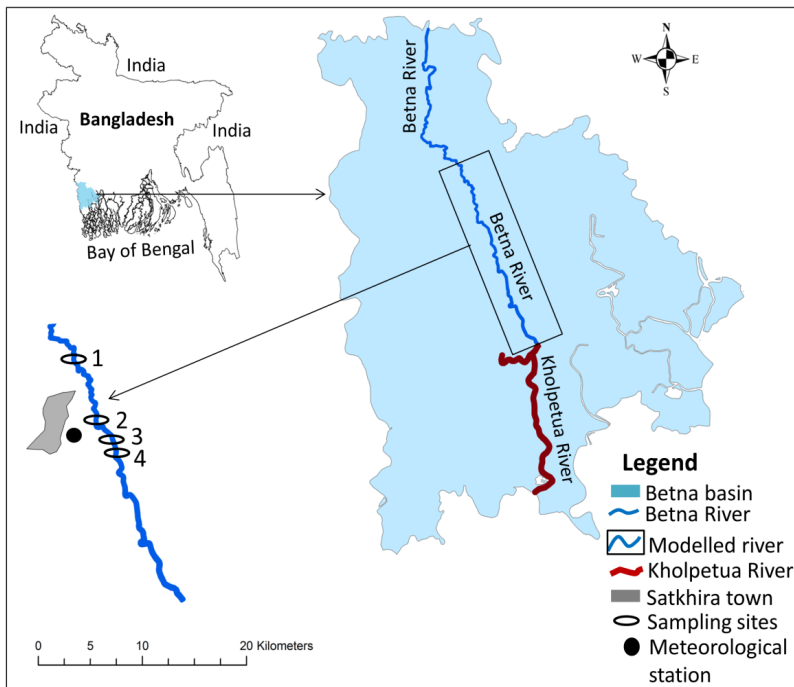 India
India
Bangladesh
India
Bay of Bengal
N
W
E
S
Betna River
Betna River
Kholpetua River
1
2
3
4
0 5 10 20 Kilometers
Legend
Betna basin
Betna River
Modelled river
Kholpetua River
Satkhira town
Sampling sites
Meteorological
station